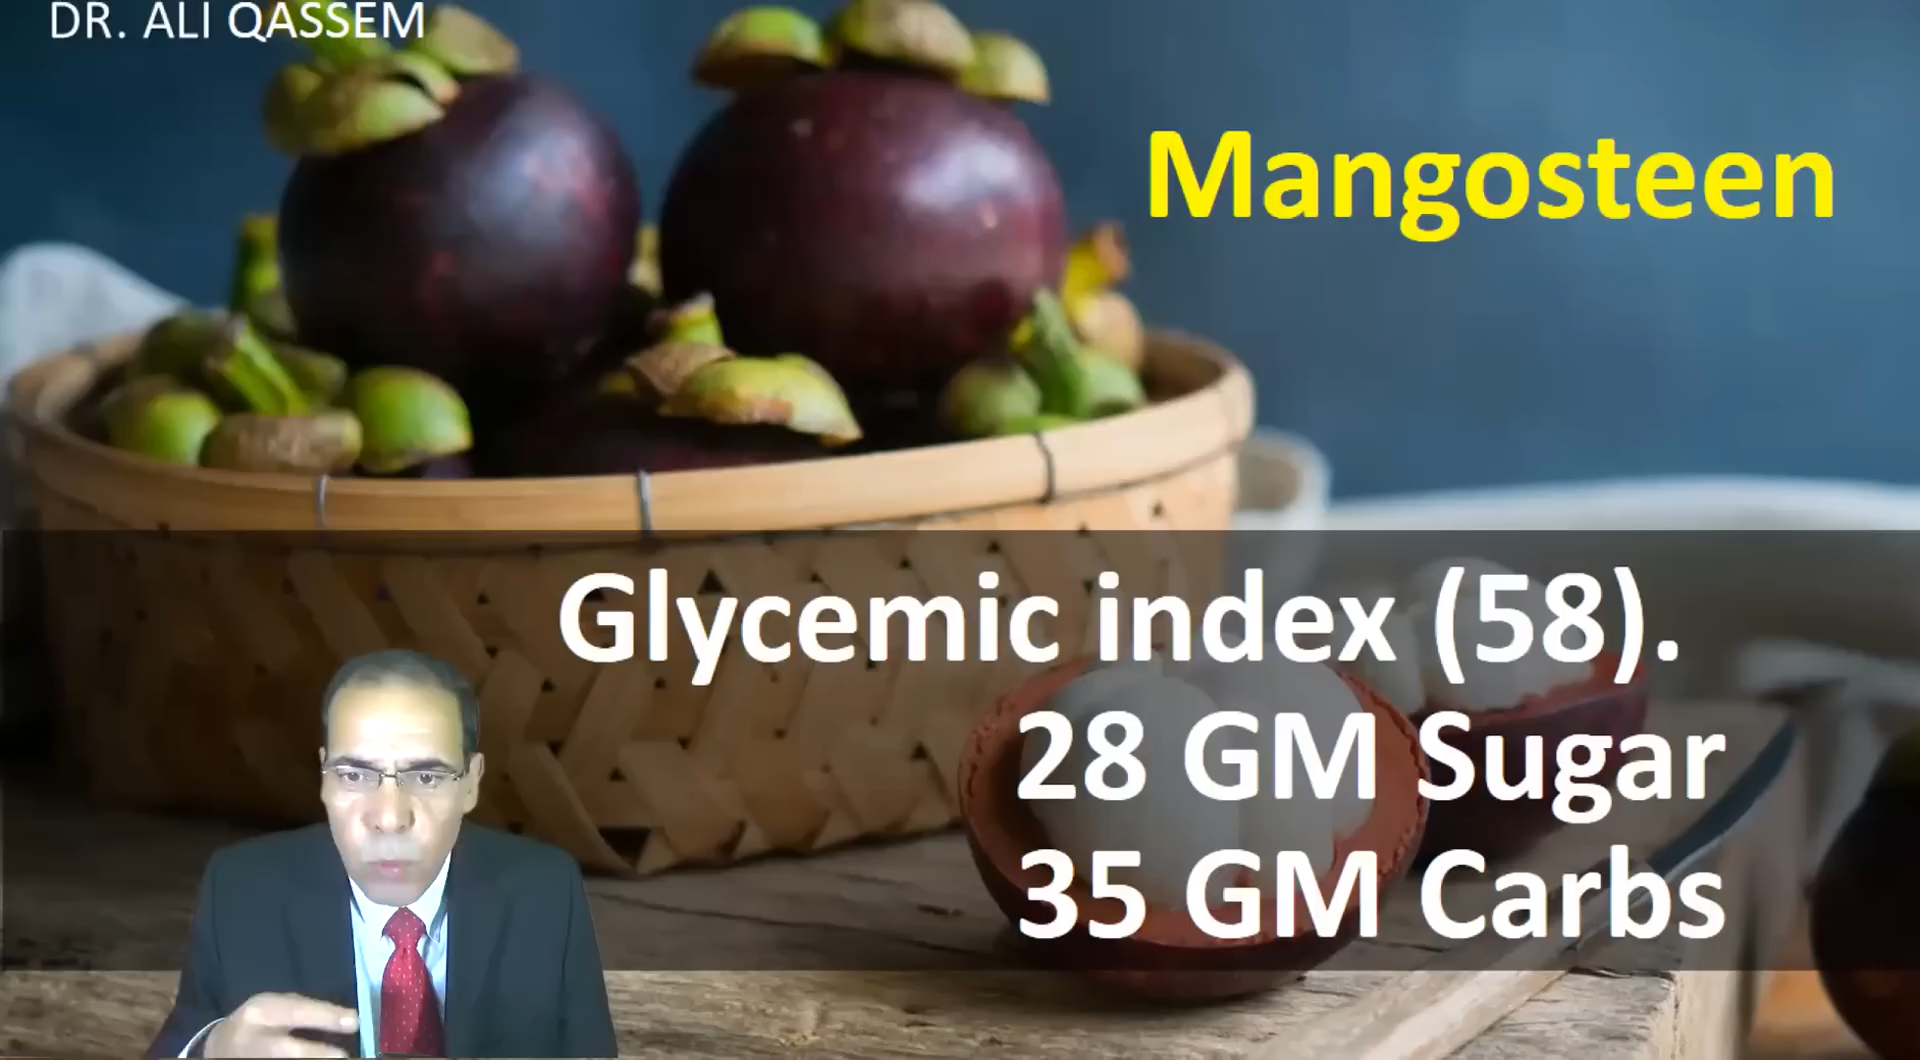 DR. ALI QASSEM
Mangosteen
Glycemic index (58).
28 GM Sugar
35 GM Carbs